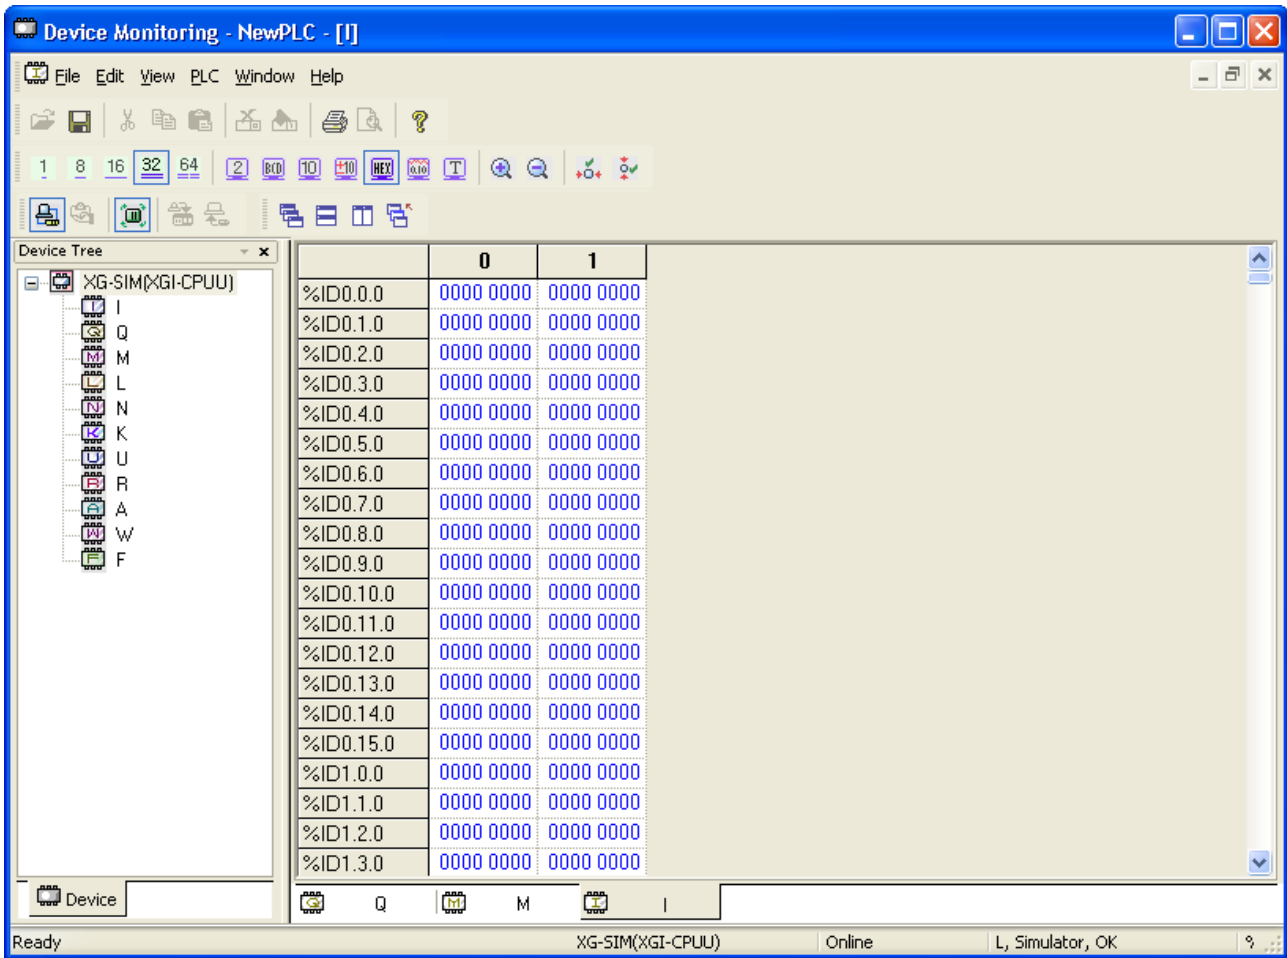 Device Monitoring - NewPLC - [I]
File Edit View PLC Window Help
1 8 16 32 64 2 BCD 10 ±10 HEX 0.10 T
Device Tree
XG-SIM(XGI-CPUU)
I
Q
M
L
N
K
U
R
A
W
F
Device
0 1
%ID0.0.0 0000 0000 0000 0000
%ID0.1.0 0000 0000 0000 0000
%ID0.2.0 0000 0000 0000 0000
%ID0.3.0 0000 0000 0000 0000
%ID0.4.0 0000 0000 0000 0000
%ID0.5.0 0000 0000 0000 0000
%ID0.6.0 0000 0000 0000 0000
%ID0.7.0 0000 0000 0000 0000
%ID0.8.0 0000 0000 0000 0000
%ID0.9.0 0000 0000 0000 0000
%ID0.10.0 0000 0000 0000 0000
%ID0.11.0 0000 0000 0000 0000
%ID0.12.0 0000 0000 0000 0000
%ID0.13.0 0000 0000 0000 0000
%ID0.14.0 0000 0000 0000 0000
%ID0.15.0 0000 0000 0000 0000
%ID1.0.0 0000 0000 0000 0000
%ID1.1.0 0000 0000 0000 0000
%ID1.2.0 0000 0000 0000 0000
%ID1.3.0 0000 0000 0000 0000
Q M I
Ready XG-SIM(XGI-CPUU) Online L, Simulator, OK